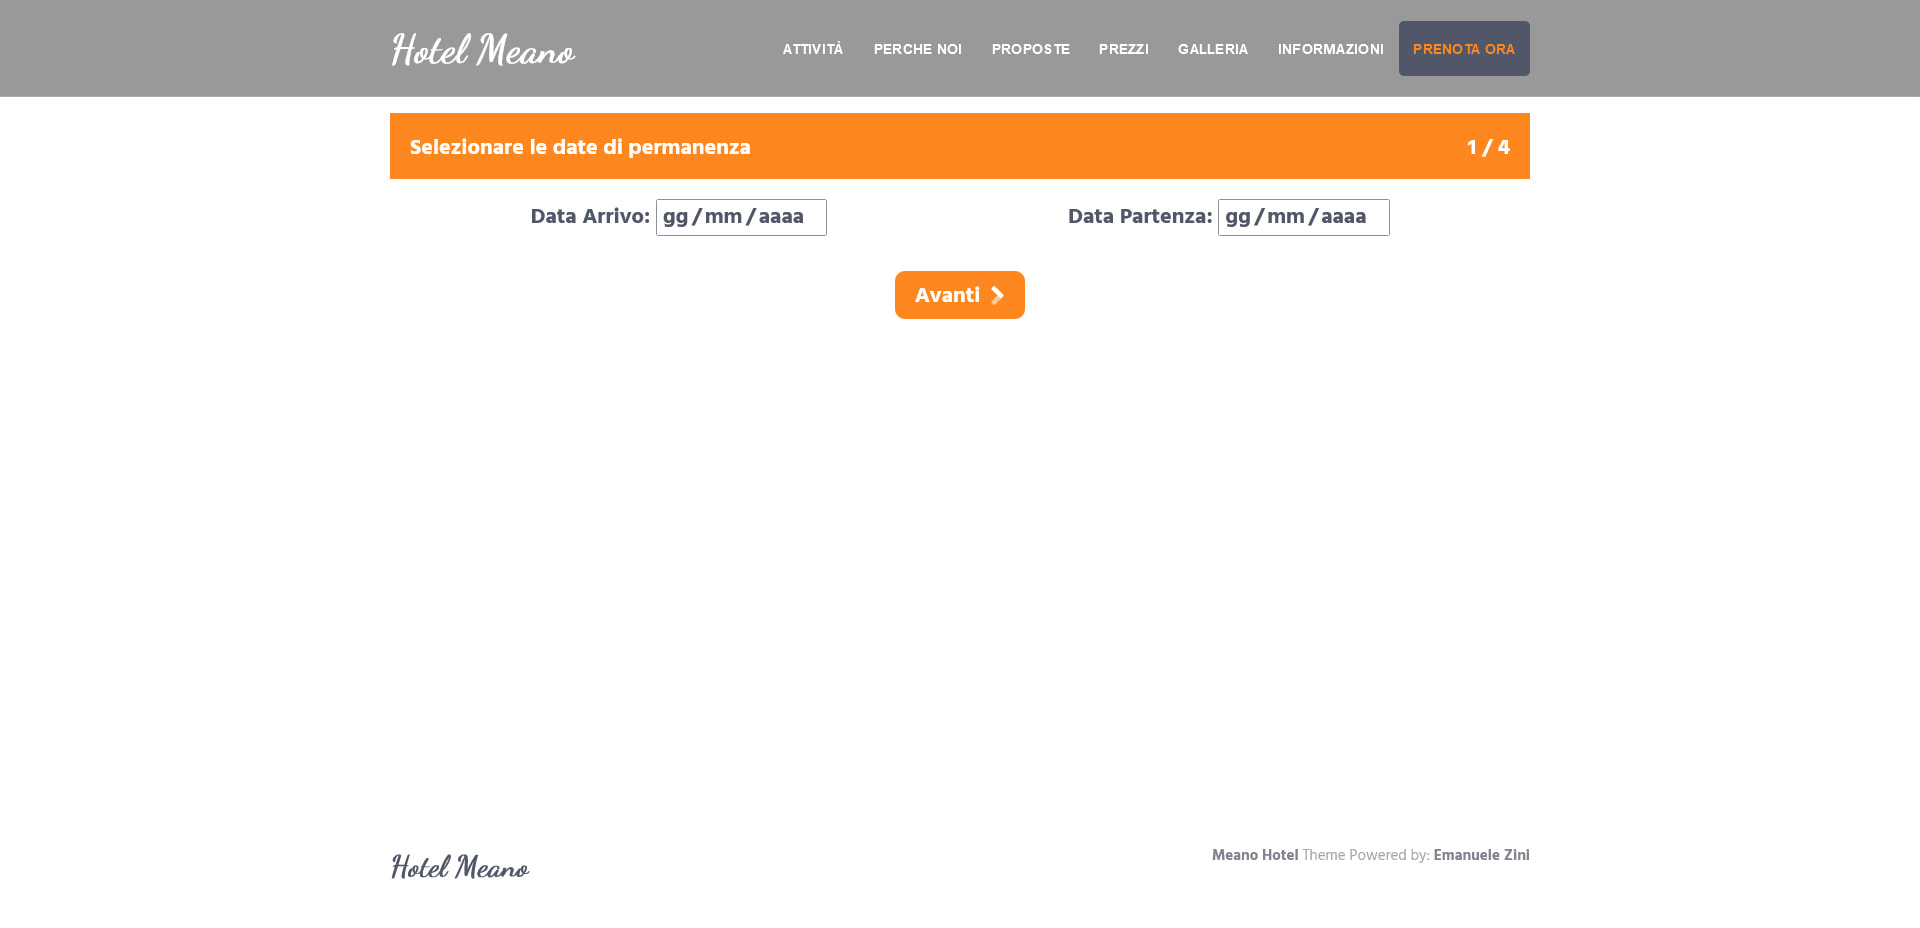 Hotel Meano
ATTIVITÀ PERCHE NOI PROPOSTE PREZZI GALLERIA INFORMAZIONI PRENOTA ORA
Selezionare le date di permanenza 1 / 4
Data Arrivo: gg/mm/aaaa Data Partenza: gg/mm/aaaa
Avanti
Hotel Meano
Meano Hotel Theme Powered by: Emanuele Zini